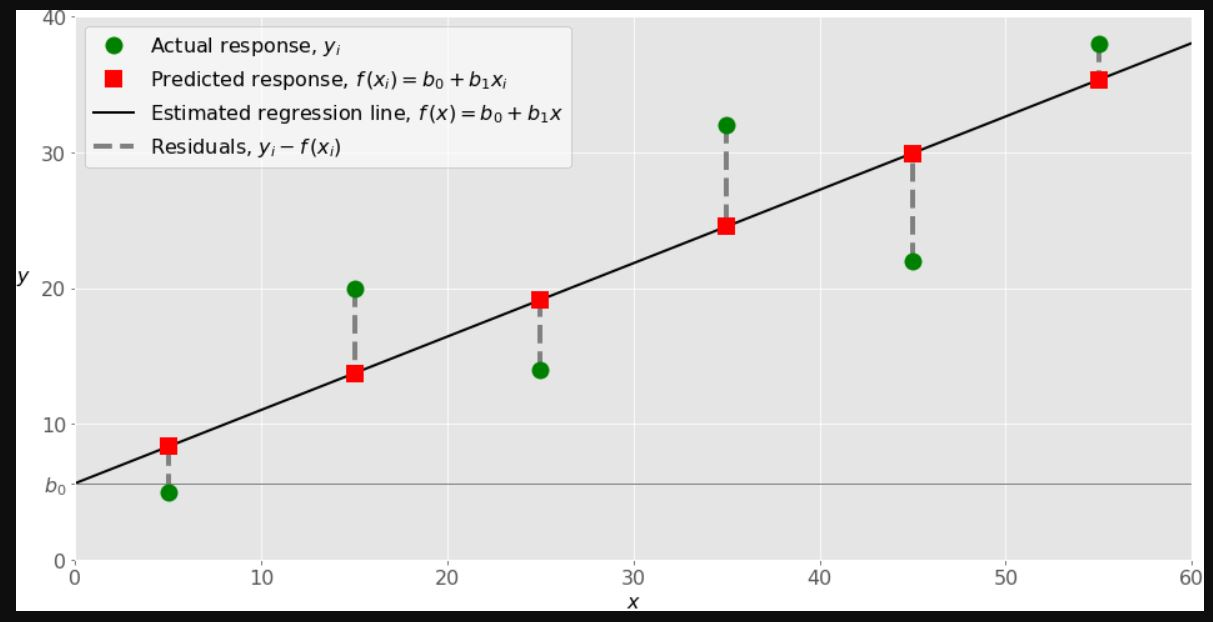 40
Actual response, yᵢ
Predicted response, f(xᵢ) = b₀ + b₁xᵢ
Estimated regression line, f(x) = b₀ + b₁x
Residuals, yᵢ − f(xᵢ)
30
y
20
10
b₀
0
0 10 20 30 40 50 60
x